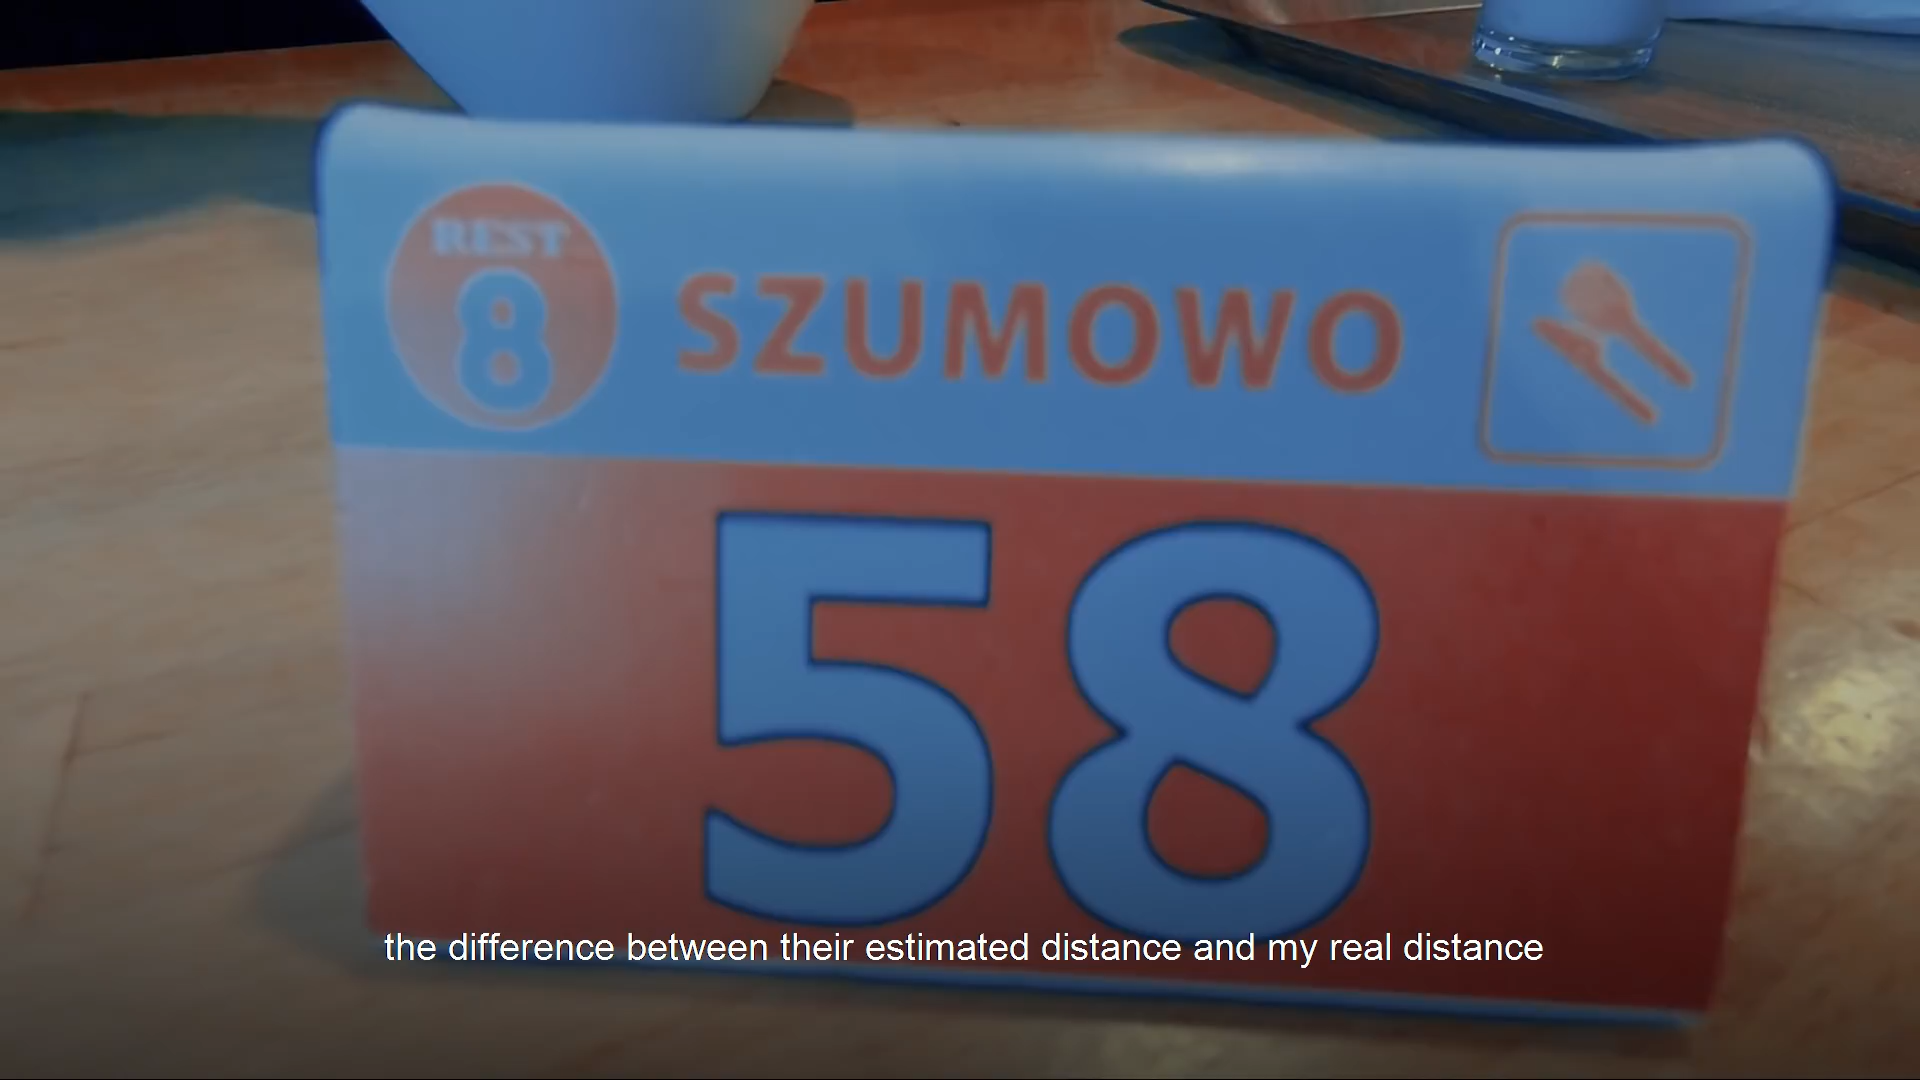 REST
8
SZUMOWO
58
the difference between their estimated distance and my real distance